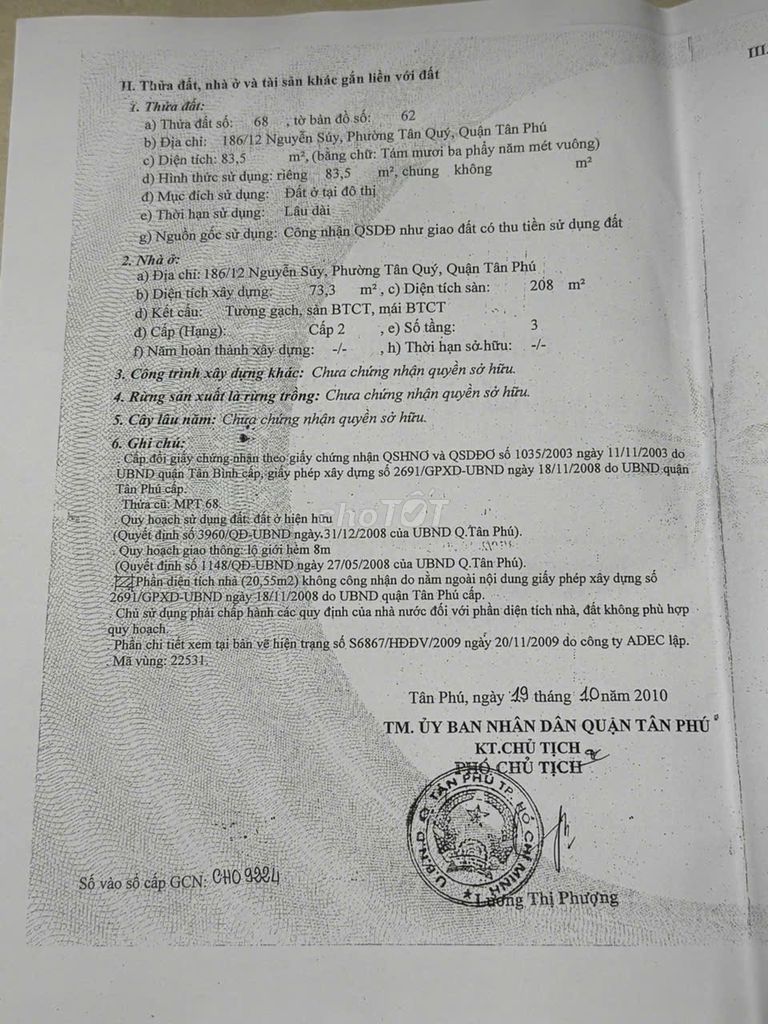 III.
II. Thửa đất, nhà ở và tài sản khác gắn liền với đất
1. Thửa đất:
a) Thửa đất số: 68 , tờ bản đồ số: 62
b) Địa chỉ: 186/12 Nguyễn Súy, Phường Tân Quý, Quận Tân Phú
c) Diện tích: 83,5 m², (bằng chữ: Tám mươi ba phẩy năm mét vuông)
d) Hình thức sử dụng: riêng 83,5 m², chung không m²
đ) Mục đích sử dụng: Đất ở tại đô thị
e) Thời hạn sử dụng: Lâu dài
g) Nguồn gốc sử dụng: Công nhận QSDĐ như giao đất có thu tiền sử dụng đất
2. Nhà ở:
a) Địa chỉ: 186/12 Nguyễn Súy, Phường Tân Quý, Quận Tân Phú
b) Diện tích xây dựng: 73,3 m² , c) Diện tích sàn: 208 m²
d) Kết cấu: Tường gạch, sàn BTCT, mái BTCT
đ) Cấp (Hạng): Cấp 2 , e) Số tầng: 3
f) Năm hoàn thành xây dựng: -/- , h) Thời hạn sở hữu: -/-
3. Công trình xây dựng khác: Chưa chứng nhận quyền sở hữu.
4. Rừng sản xuất là rừng trồng: Chưa chứng nhận quyền sở hữu.
5. Cây lâu năm: Chưa chứng nhận quyền sở hữu.
6. Ghi chú:
Cấp đổi giấy chứng nhận theo giấy chứng nhận QSHNƠ và QSDĐƠ số 1035/2003 ngày 11/11/2003 do
UBND quận Tân Bình cấp, giấy phép xây dựng số 2691/GPXD-UBND ngày 18/11/2008 do UBND quận
Tân Phú cấp.
Thửa cũ: MPT 68.
Quy hoạch sử dụng đất: đất ở hiện hữu
(Quyết định số 3960/QĐ-UBND ngày 31/12/2008 của UBND Q.Tân Phú).
Quy hoạch giao thông: lộ giới hẻm 8m
(Quyết định số 1148/QĐ-UBND ngày 27/05/2008 của UBND Q.Tân Phú).
Phần diện tích nhà (20,55m2) không công nhận do nằm ngoài nội dung giấy phép xây dựng số
2691/GPXD-UBND ngày 18/11/2008 do UBND quận Tân Phú cấp.
Chủ sử dụng phải chấp hành các quy định của nhà nước đối với phần diện tích nhà, đất không phù hợp
quy hoạch.
Phần chi tiết xem tại bản vẽ hiện trạng số S6867/HĐĐV/2009 ngày 20/11/2009 do công ty ADEC lập.
Mã vùng: 22531.
chợTỐT
Tân Phú, ngày 19 tháng 10 năm 2010
TM. ỦY BAN NHÂN DÂN QUẬN TÂN PHÚ
KT.CHỦ TỊCH
PHÓ CHỦ TỊCH
U.B.N.D Q. TÂN PHÚ TP. HỒ CHÍ MINH
Lương Thị Phượng
Số vào sổ cấp GCN: CH09224